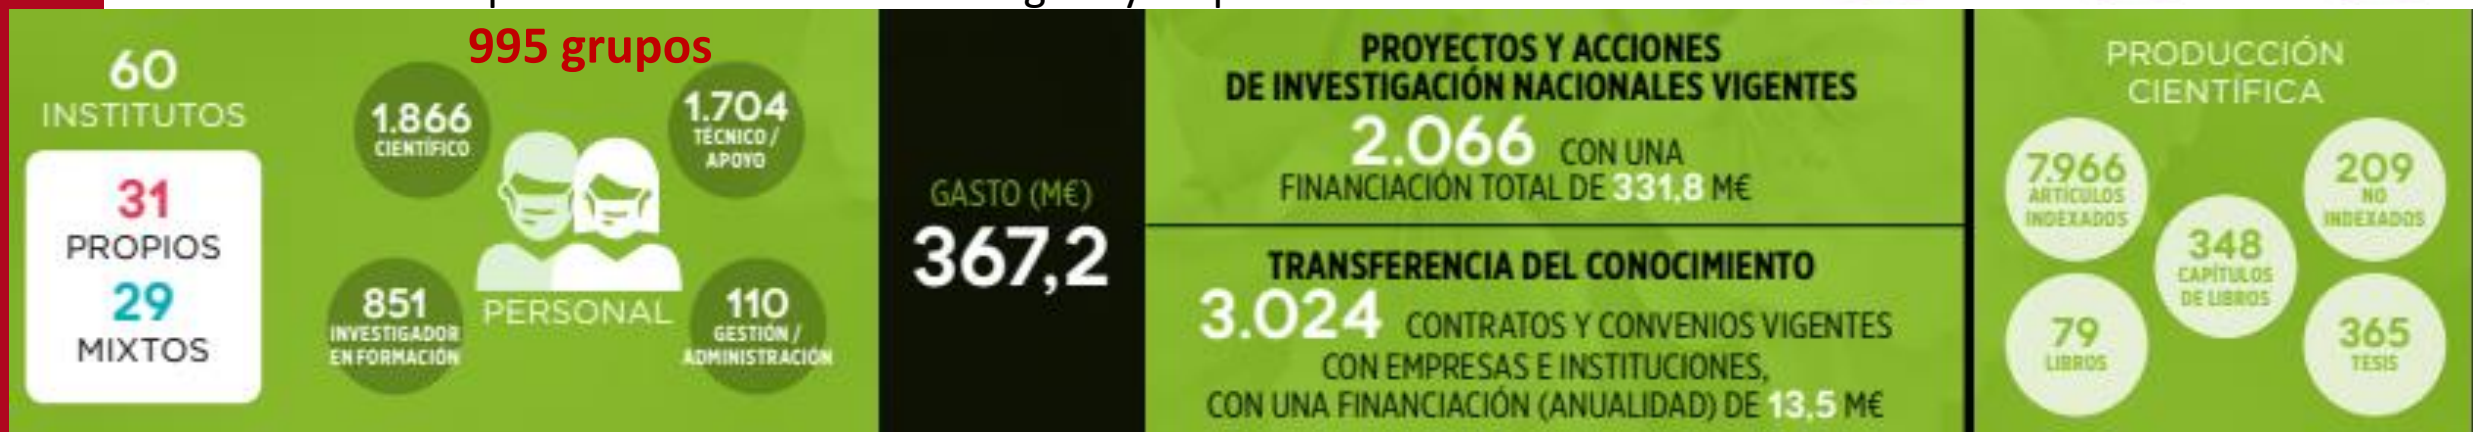 60
INSTITUTOS
31
PROPIOS
29
MIXTOS
995 grupos
1.866
CIENTÍFICO
1.704
TÉCNICO /
APOYO
851
INVESTIGADOR
EN FORMACIÓN
PERSONAL
110
GESTIÓN /
ADMINISTRACIÓN
GASTO (M€)
367,2
PROYECTOS Y ACCIONES
DE INVESTIGACIÓN NACIONALES VIGENTES
2.066 CON UNA
FINANCIACIÓN TOTAL DE 331,8 M€
TRANSFERENCIA DEL CONOCIMIENTO
3.024 CONTRATOS Y CONVENIOS VIGENTES
CON EMPRESAS E INSTITUCIONES,
CON UNA FINANCIACIÓN (ANUALIDAD) DE 13,5 M€
PRODUCCIÓN
CIENTÍFICA
7.966
ARTÍCULOS
INDEXADOS
209
NO
INDEXADOS
348
CAPÍTULOS
DE LIBROS
79
LIBROS
365
TESIS